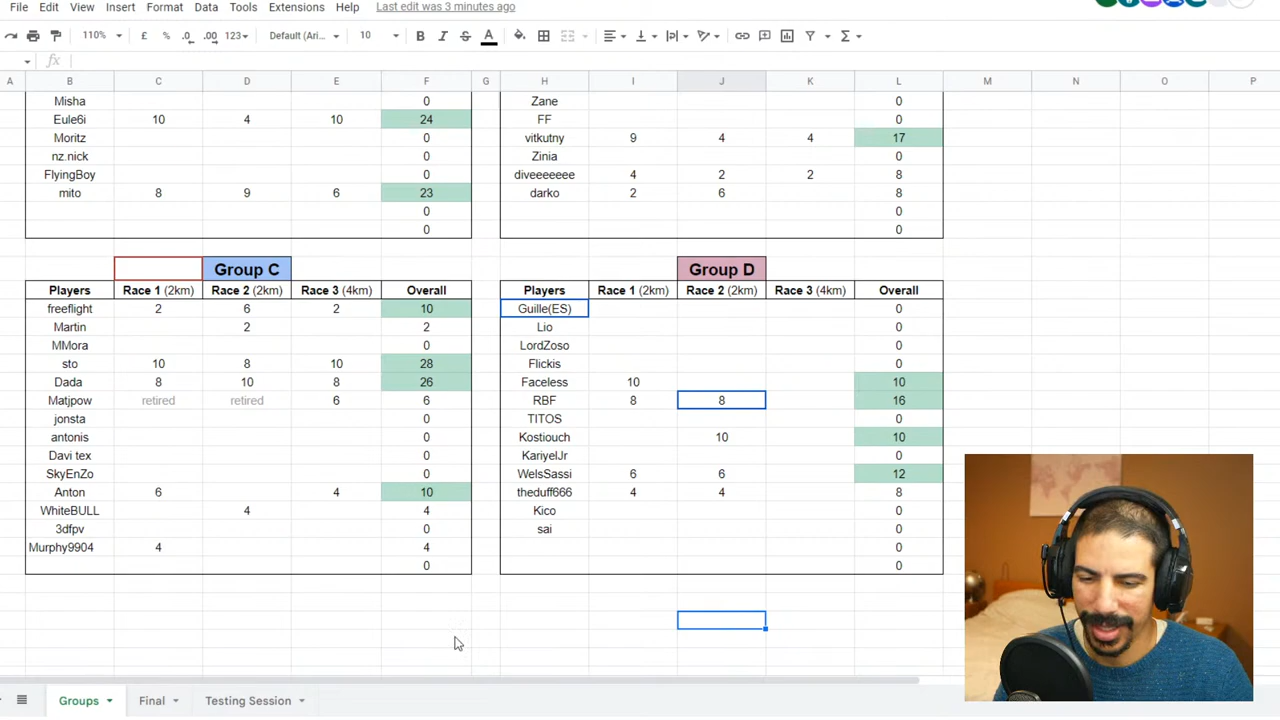 File Edit View Insert Format Data Tools Extensions Help Last edit was 3 minutes ago
110% £ % .0 .00 123 Default (Ari... 10 B I S A Σ
fx
A B C D E F G H I J K L M N O P
Misha 0 Zane 0
Eule6i 10 4 10 24 FF 0
Moritz 0 vitkutny 9 4 4 17
nz.nick 0 Zinia 0
FlyingBoy 0 diveeeeeee 4 2 2 8
mito 8 9 6 23 darko 2 6 8
0 0
0 0
Group C Group D
Players Race 1 (2km) Race 2 (2km) Race 3 (4km) Overall Players Race 1 (2km) Race 2 (2km) Race 3 (4km) Overall
freeflight 2 6 2 10 Guille(ES) 0
Martin 2 2 Lio 0
MMora 0 LordZoso 0
sto 10 8 10 28 Flickis 0
Dada 8 10 8 26 Faceless 10 10
Matjpow retired retired 6 6 RBF 8 8 16
jonsta 0 TITOS 0
antonis 0 Kostiouch 10 10
Davi tex 0 KariyelJr 0
SkyEnZo 0 WelsSassi 6 6 12
Anton 6 4 10 theduff666 4 4 8
WhiteBULL 4 4 Kico 0
3dfpv 0 sai 0
Murphy9904 4 4 0
0 0
Groups Final Testing Session